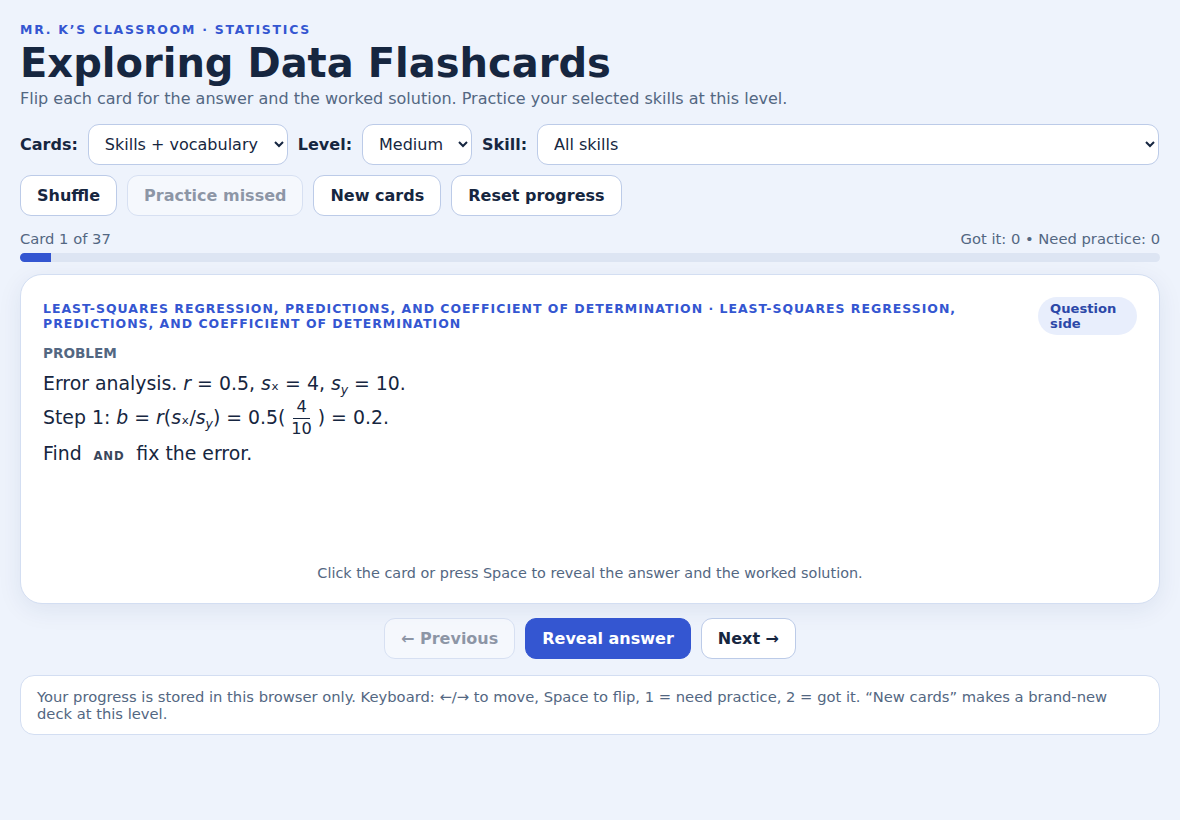 MR. K’S CLASSROOM · STATISTICS
Exploring Data Flashcards
Flip each card for the answer and the worked solution. Practice your selected skills at this level.
Cards: Skills + vocabulary Level: Medium Skill: All skills
Shuffle Practice missed New cards Reset progress
Card 1 of 37 Got it: 0 • Need practice: 0
LEAST-SQUARES REGRESSION, PREDICTIONS, AND COEFFICIENT OF DETERMINATION · LEAST-SQUARES REGRESSION,
PREDICTIONS, AND COEFFICIENT OF DETERMINATION
Question
side
PROBLEM
Error analysis. r = 0.5, sₓ = 4, s_y = 10.
Step 1: b = r(sₓ/s_y) = 0.5(4/10) = 0.2.
Find AND fix the error.
Click the card or press Space to reveal the answer and the worked solution.
← Previous Reveal answer Next →
Your progress is stored in this browser only. Keyboard: ←/→ to move, Space to flip, 1 = need practice, 2 = got it. “New cards” makes a brand-new
deck at this level.